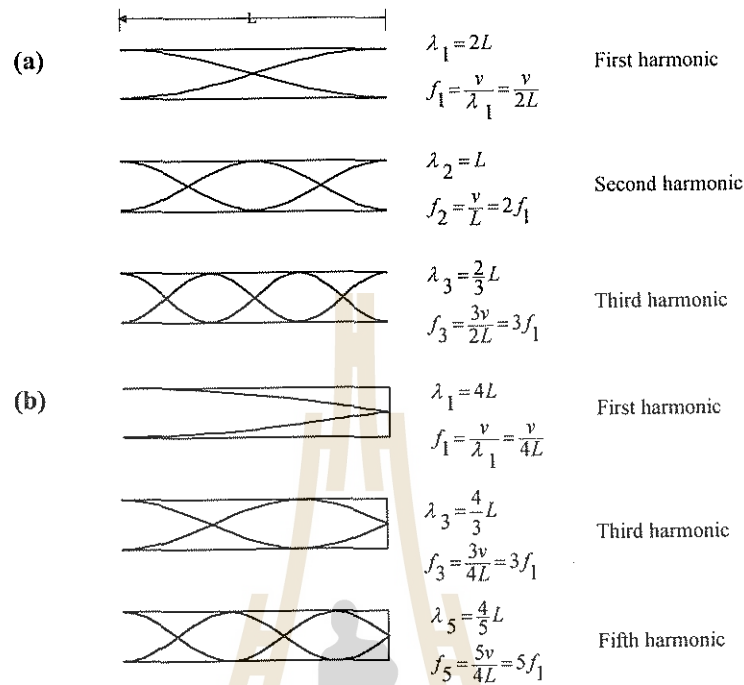 L
(a)
λ₁ = 2L
First harmonic
f₁ = v/λ₁ = v/2L
λ₂ = L
Second harmonic
f₂ = v/L = 2f₁
λ₃ = 2/3 L
Third harmonic
f₃ = 3v/2L = 3f₁
(b)
λ₁ = 4L
First harmonic
f₁ = v/λ₁ = v/4L
λ₃ = 4/3 L
Third harmonic
f₃ = 3v/4L = 3f₁
λ₅ = 4/5 L
Fifth harmonic
f₅ = 5v/4L = 5f₁